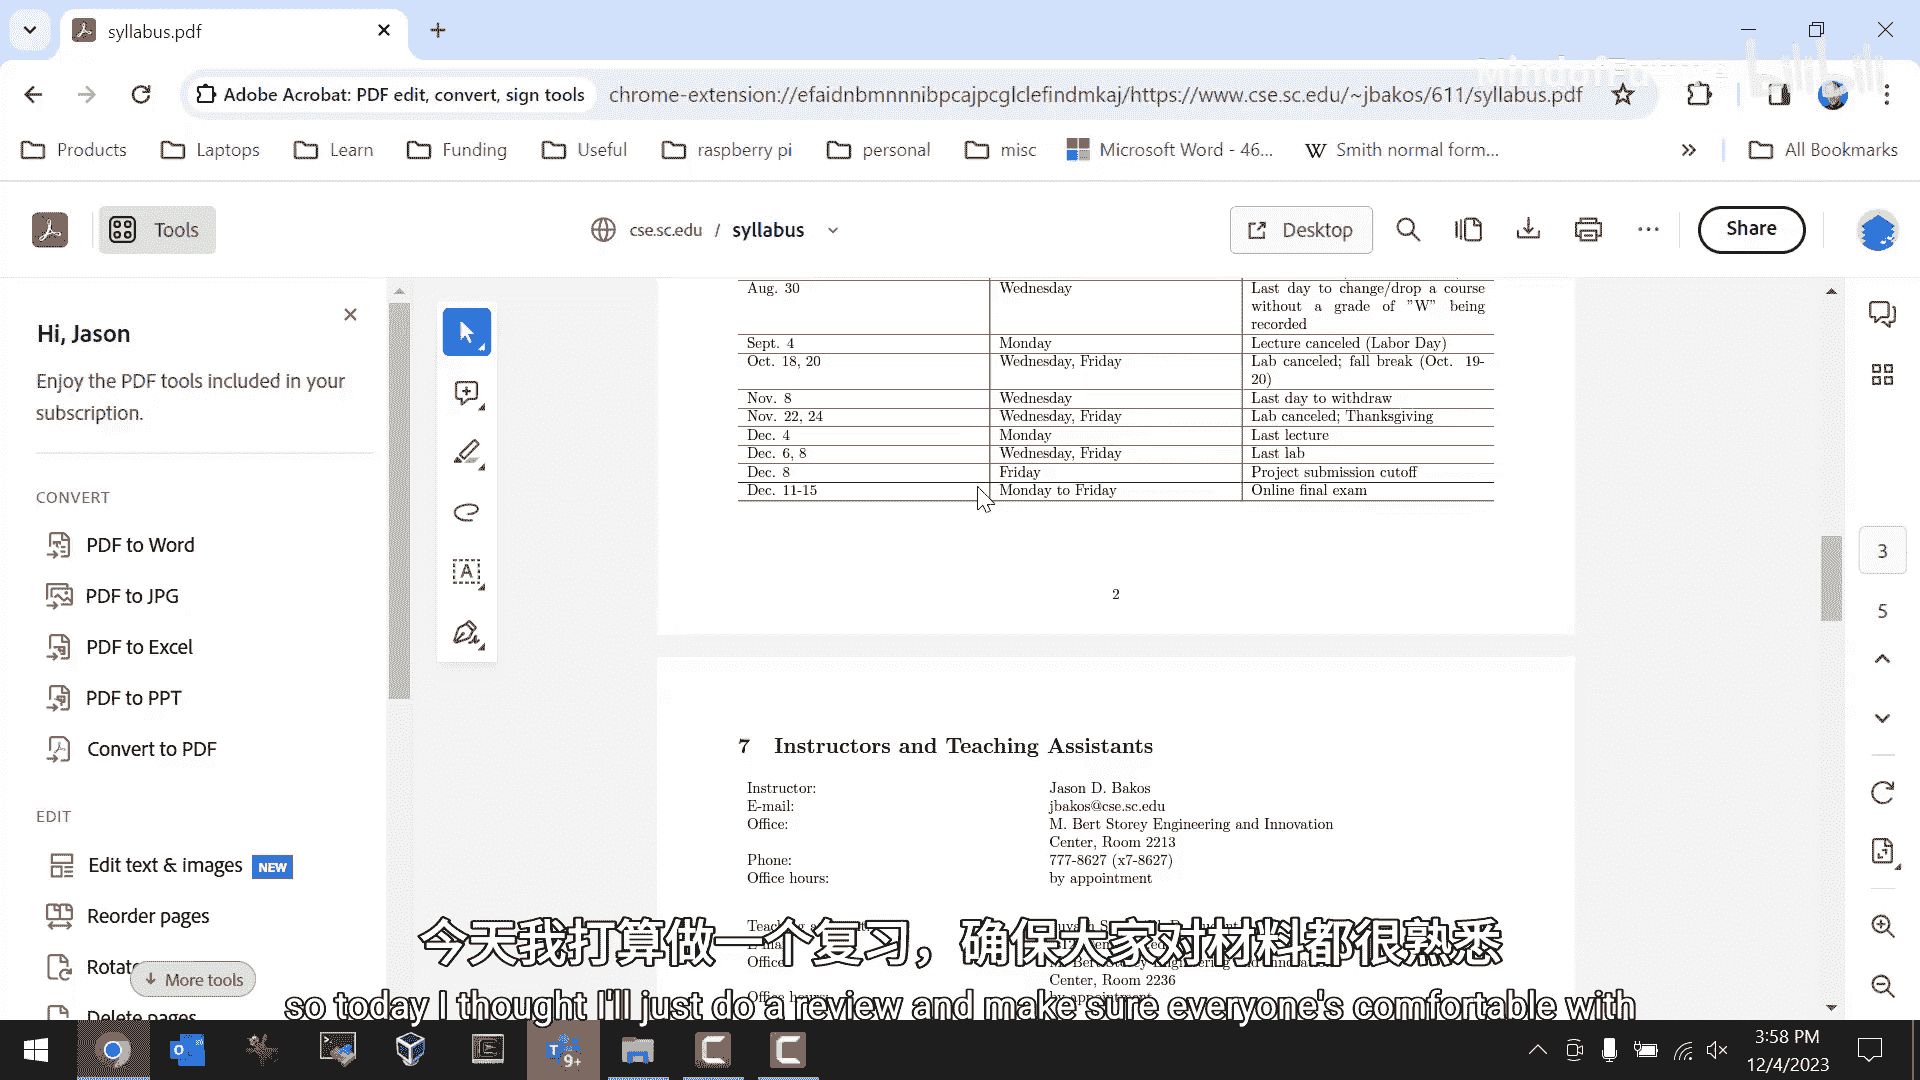 syllabus.pdf
Adobe Acrobat: PDF edit, convert, sign tools
chrome-extension://efaidnbmnnnibpcajpcglclefindmkaj/https://www.cse.sc.edu/~jbakos/611/syllabus.pdf
Products
Laptops
Learn
Funding
Useful
raspberry pi
personal
misc
Microsoft Word - 46...
Smith normal form...
All Bookmarks
Tools
cse.sc.edu / syllabus
Desktop
Share
Hi, Jason
Enjoy the PDF tools included in your
subscription.
CONVERT
PDF to Word
PDF to JPG
PDF to Excel
PDF to PPT
Convert to PDF
EDIT
Edit text & images NEW
Reorder pages
Rotate
More tools
Delete pages
Aug. 30 Wednesday Last day to change/drop a course
without a grade of "W" being
recorded
Sept. 4 Monday Lecture canceled (Labor Day)
Oct. 18, 20 Wednesday, Friday Lab canceled; fall break (Oct. 19-
20)
Nov. 8 Wednesday Last day to withdraw
Nov. 22, 24 Wednesday, Friday Lab canceled; Thanksgiving
Dec. 4 Monday Last lecture
Dec. 6, 8 Wednesday, Friday Last lab
Dec. 8 Friday Project submission cutoff
Dec. 11-15 Monday to Friday Online final exam
2
7 Instructors and Teaching Assistants
Instructor: Jason D. Bakos
E-mail: jbakos@cse.sc.edu
Office: M. Bert Storey Engineering and Innovation
Center, Room 2213
Phone: 777-8627 (x7-8627)
Office hours: by appointment
Office:
Center, Room 2236
Office hours: by appointment
3
5
今天我打算做一个复习，确保大家对材料都很熟悉
so today I thought I'll just do a review and make sure everyone's comfortable with
9+
3:58 PM
12/4/2023